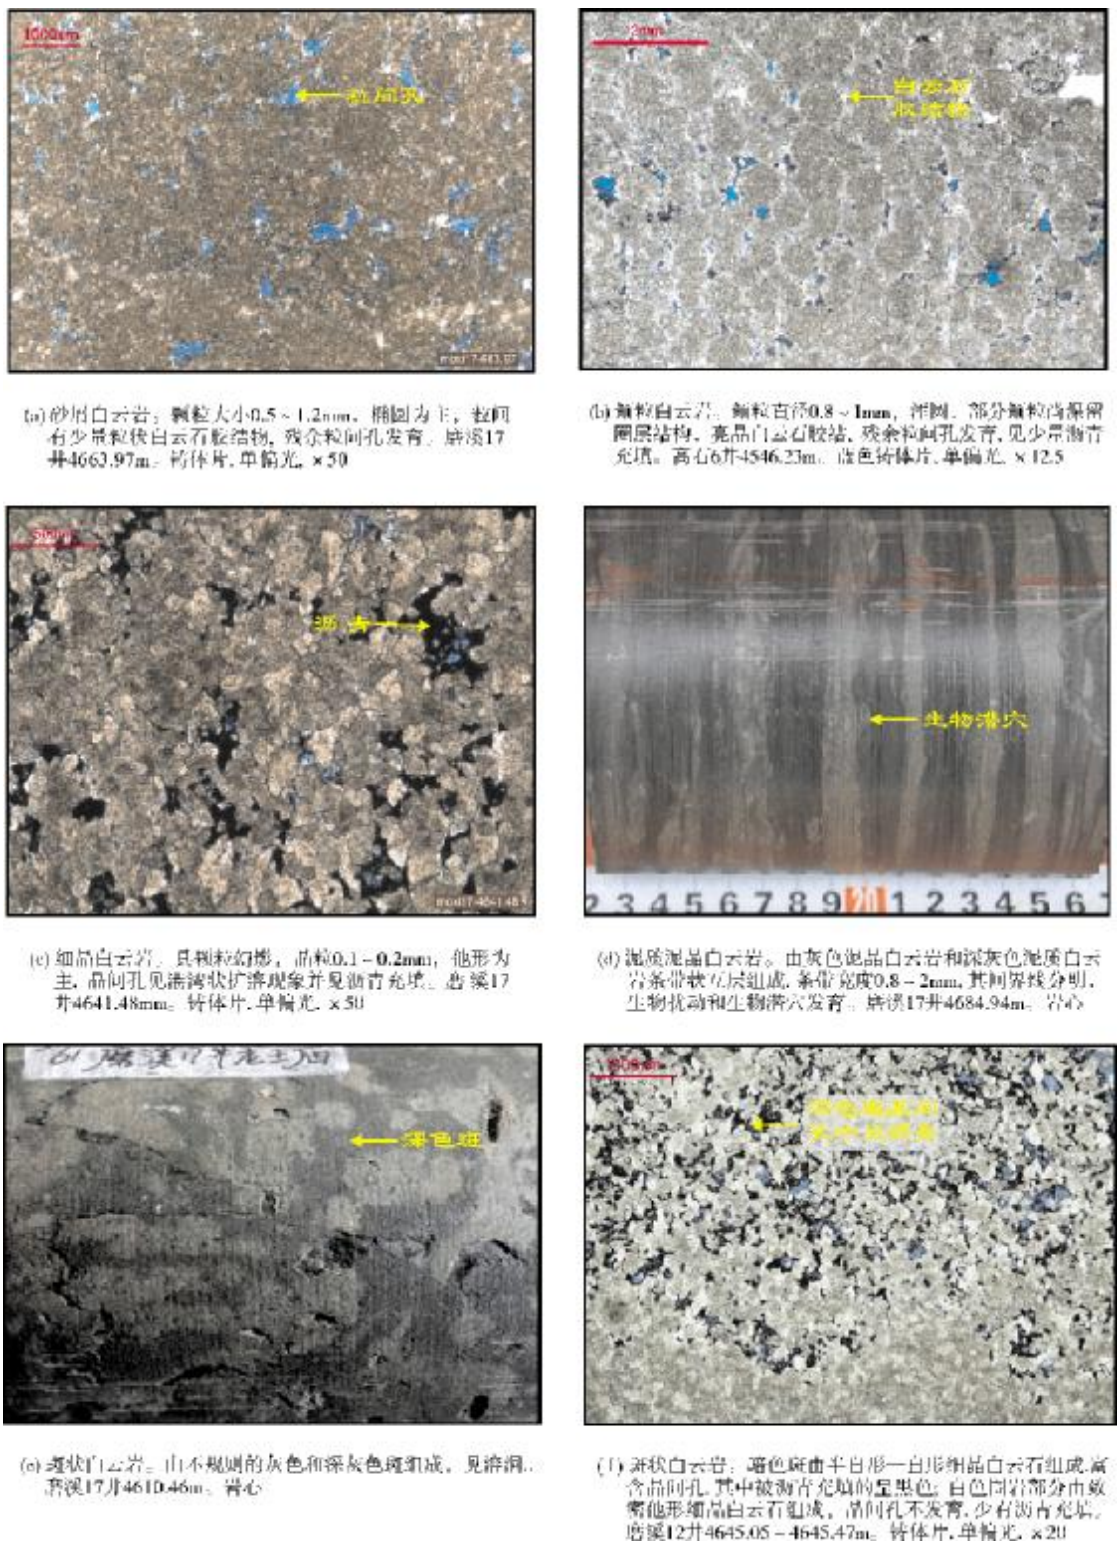 1000um
粒间孔
2mm
白云石
胶结物
(a) 砂屑白云岩,颗粒大小0.5~1.2mm,椭圆为主,粒间
有少量粒状白云石胶结物,残余粒间孔发育。磨溪17
井4663.97m。铸体片,单偏光,×50
(b) 颗粒白云岩,颗粒直径0.8~1mm,浑圆,部分颗粒尚保留
圈层结构,亮晶白云石胶结,残余粒间孔发育,见少量沥青
充填。高石6井4546.23m。蓝色铸体片,单偏光,×12.5
沥青
生物潜穴
2 3 4 5 6 7 8 9 20 1 2 3 4 5 6 7
(c) 细晶白云岩,具颗粒幻影,晶粒0.1~0.2mm,他形为
主,晶间孔见港湾状扩溶现象并见沥青充填。磨溪17
井4641.48mm。铸体片,单偏光,×50
(d) 泥质泥晶白云岩。由灰色泥晶白云岩和深灰色泥质白云
岩条带状互层组成,条带宽度0.8~2mm,其间界线分明,
生物扰动和生物潜穴发育。磨溪17井4684.94m。岩心
深色斑
(e) 斑状白云岩。由不规则的灰色和深灰色斑组成,见溶洞。
磨溪17井4610.46m。岩心
(f) 斑状白云岩,暗色斑由半自形—自形细晶白云石组成,富
含晶间孔,其中被沥青充填的呈黑色;白色围岩部分由致
密他形细晶白云石组成,晶间孔不发育,少有沥青充填。
磨溪12井4645.05~4645.47m。铸体片,单偏光,×20